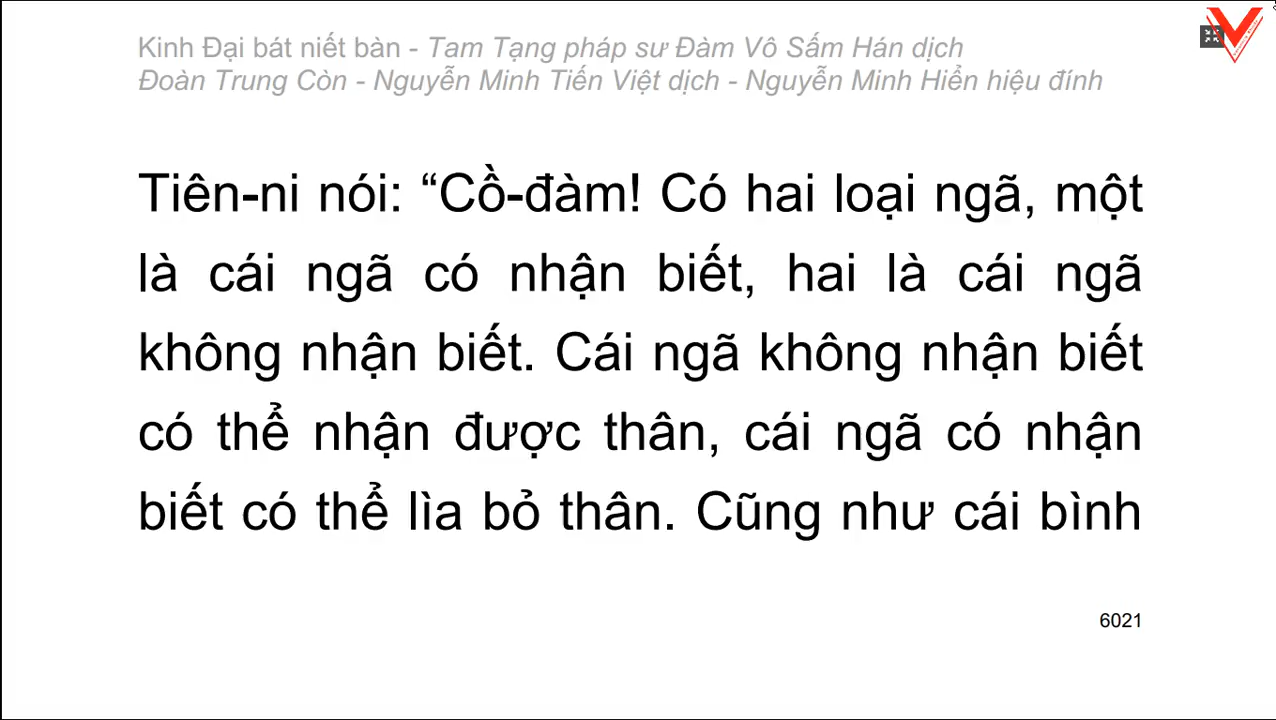 Kinh Đại bát niết bàn - Tam Tạng pháp sư Đàm Vô Sấm Hán dịch
Đoàn Trung Còn - Nguyễn Minh Tiến Việt dịch - Nguyễn Minh Hiển hiệu đính
Tiên-ni nói: “Cồ-đàm! Có hai loại ngã, một
là cái ngã có nhận biết, hai là cái ngã
không nhận biết. Cái ngã không nhận biết
có thể nhận được thân, cái ngã có nhận
biết có thể lìa bỏ thân. Cũng như cái bình
6021